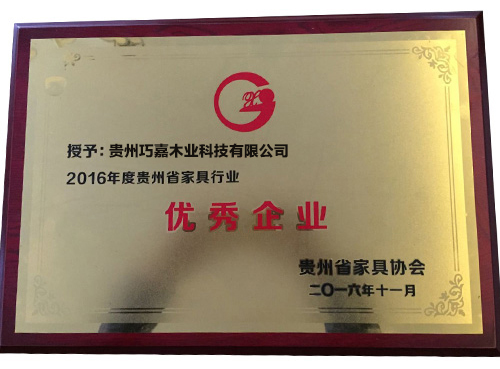 授予：贵州巧嘉木业科技有限公司
2016年度贵州省家具行业
优秀企业
贵州省家具协会
二〇一六年十一月